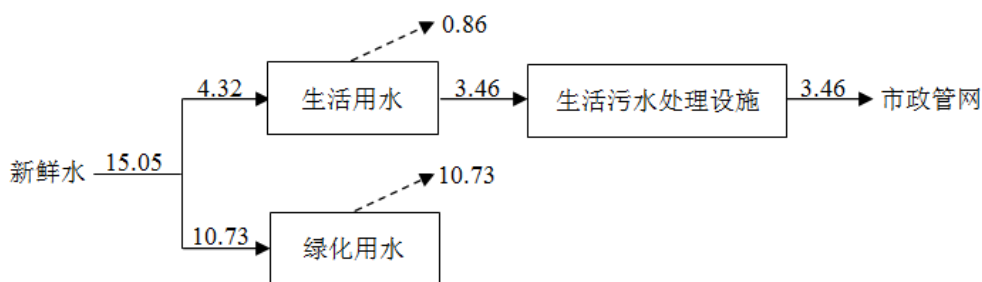 0.86
4.32
生活用水
3.46
生活污水处理设施
3.46
市政管网
新鲜水
15.05
10.73
10.73
绿化用水